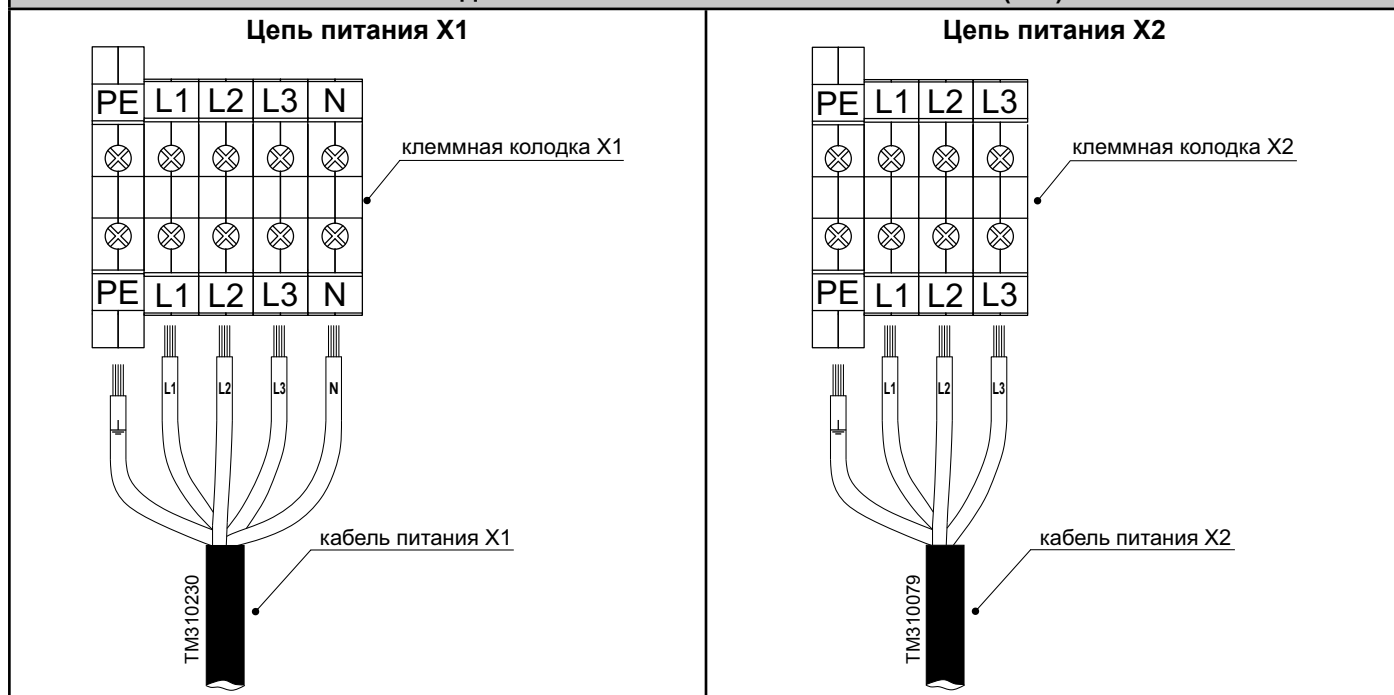 Цепь питания X1
PE L1 L2 L3 N
клеммная колодка X1
PE L1 L2 L3 N
L1 L2 L3 N
кабель питания X1
TM310230
Цепь питания X2
PE L1 L2 L3
клеммная колодка X2
PE L1 L2 L3
L1 L2 L3
кабель питания X2
TM310079